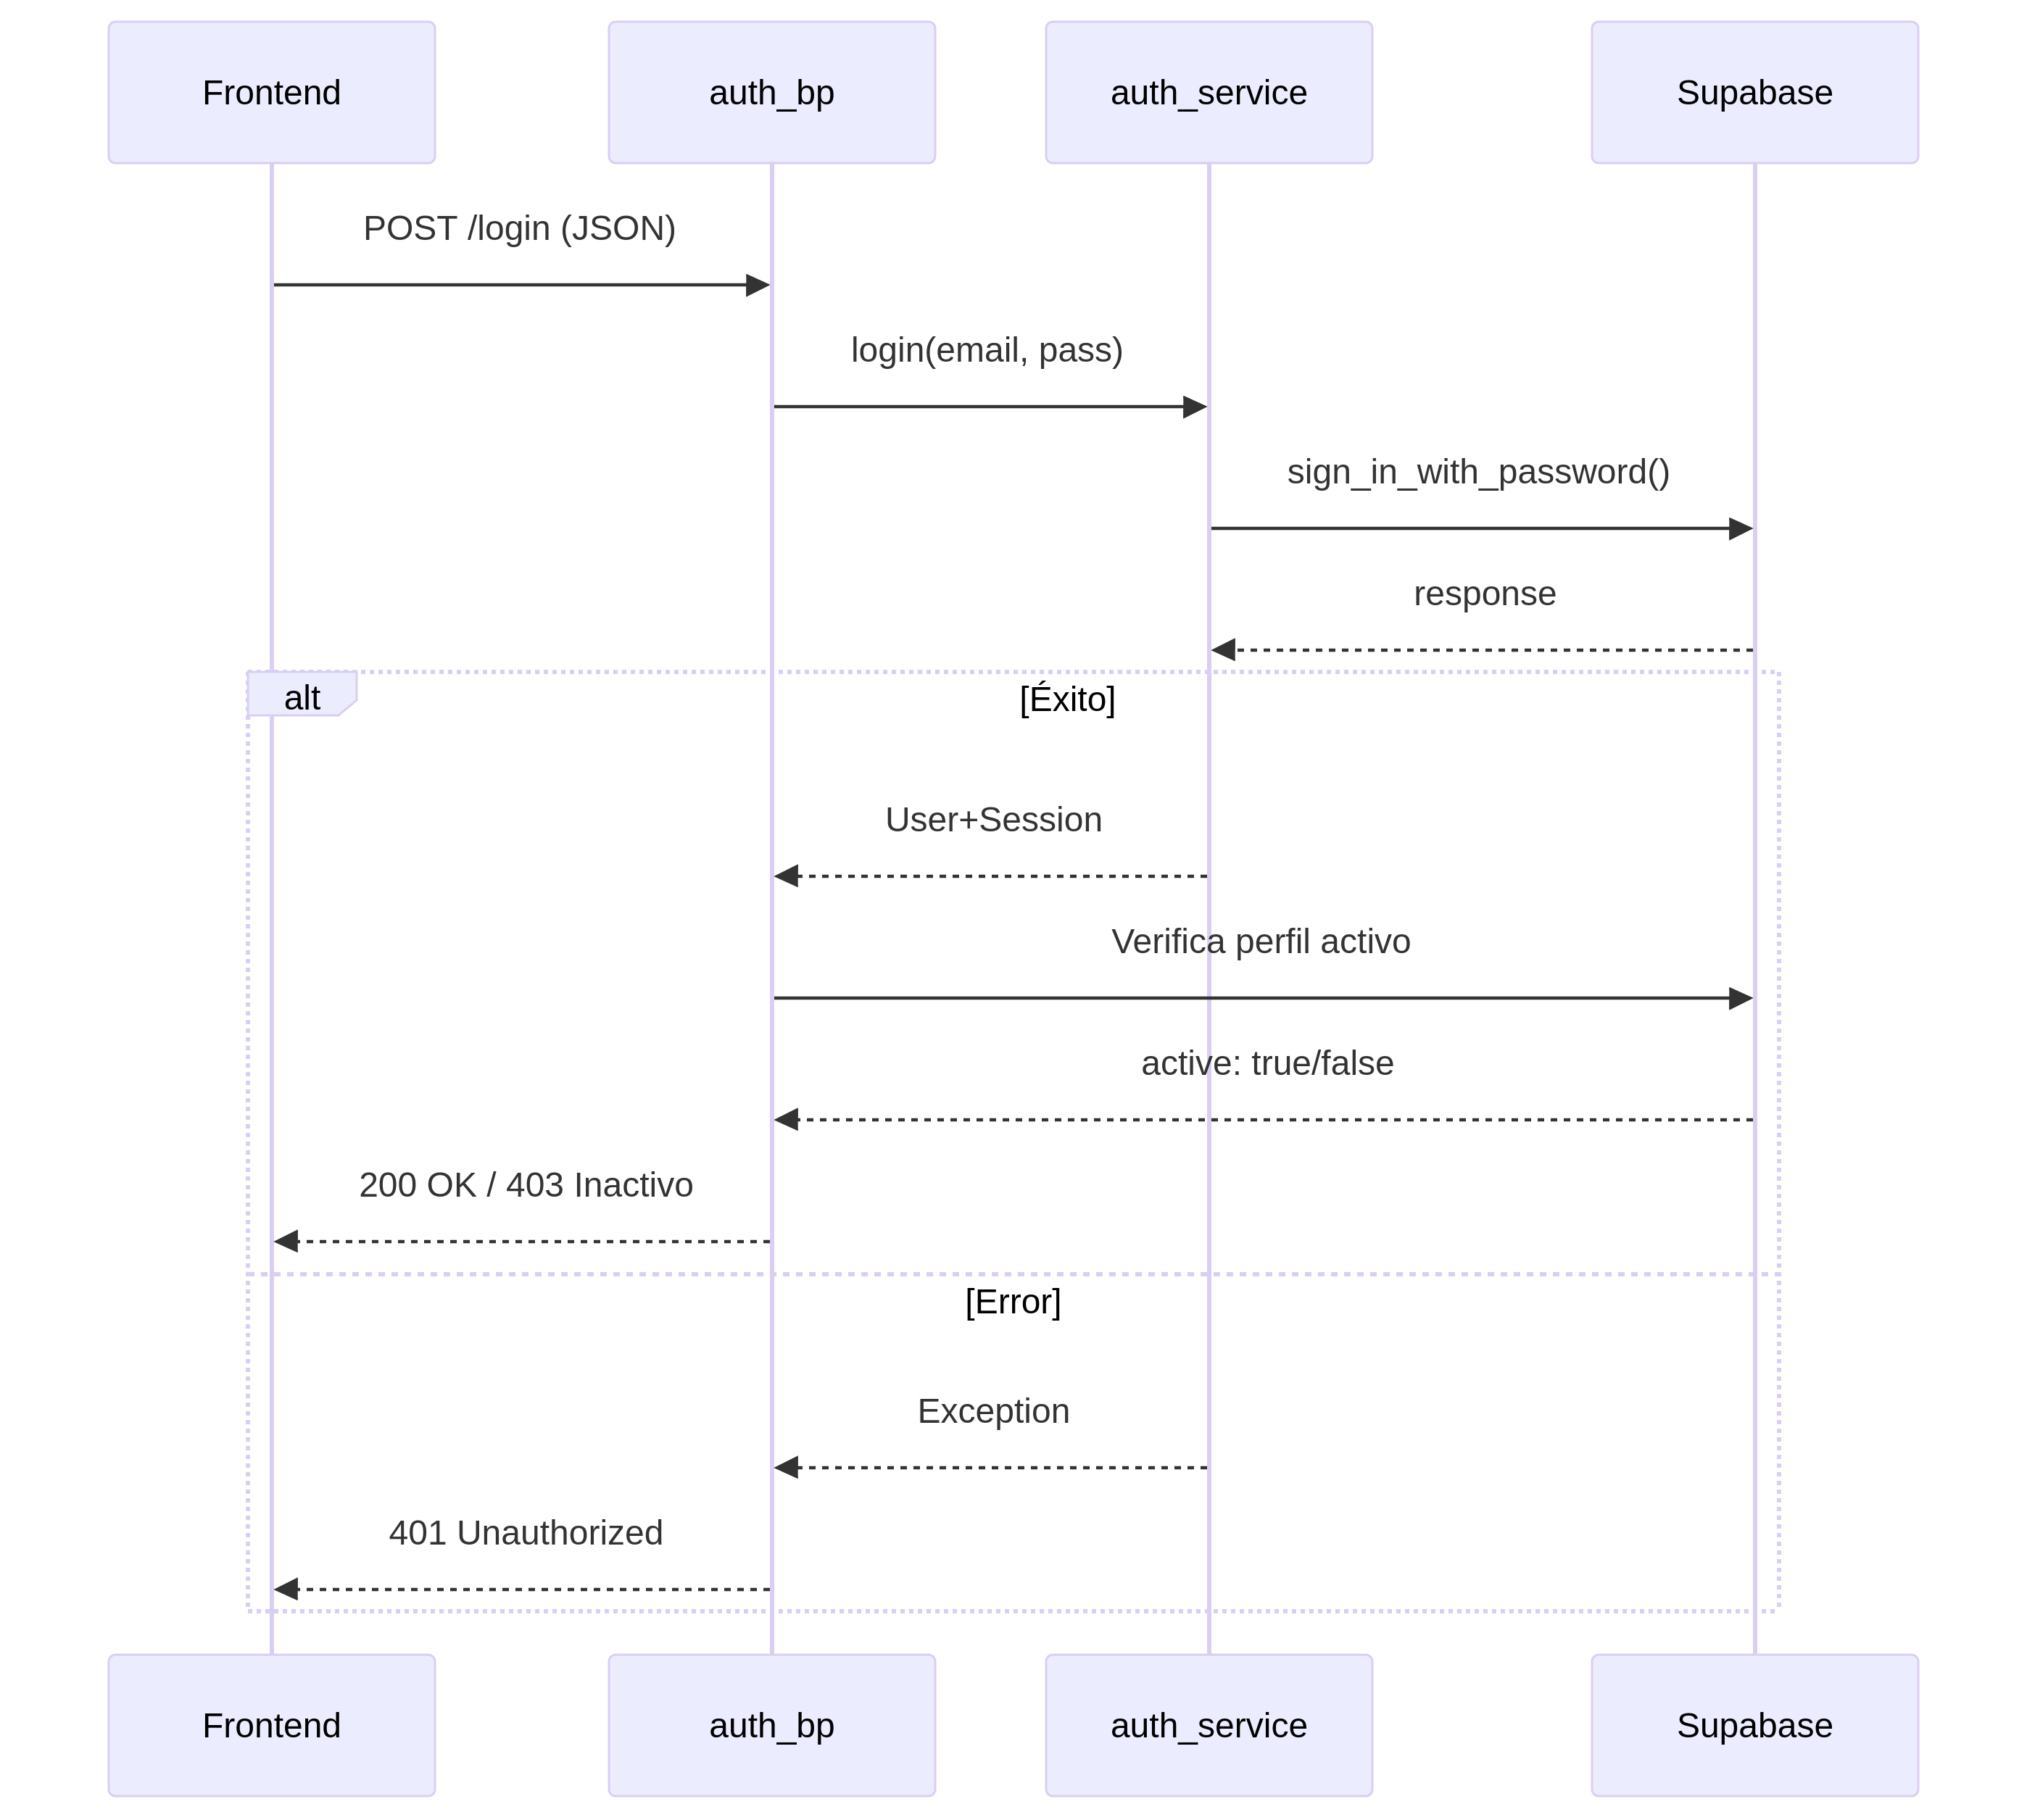 Frontend
auth_bp
auth_service
Supabase
POST /login (JSON)
login(email, pass)
sign_in_with_password()
response
alt
[Éxito]
User+Session
Verifica perfil activo
active: true/false
200 OK / 403 Inactivo
[Error]
Exception
401 Unauthorized
Frontend
auth_bp
auth_service
Supabase